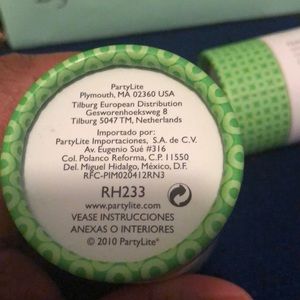 PartyLite
Plymouth, MA 02360 USA
Tilburg European Distribution
Gesworenhoekseweg 8
Tilburg 5047 TM, Netherlands
Importado por:
PartyLite Importaciones, S.A. de C.V.
Av. Eugenio Sué #316
Col. Polanco Reforma, C.P. 11550
Del. Miguel Hidalgo, México, D.F.
RFC-PIM020412RN3
RH233
www.partylite.com
VEASE INSTRUCCIONES
ANEXAS O INTERIORES
© 2010 PartyLite®